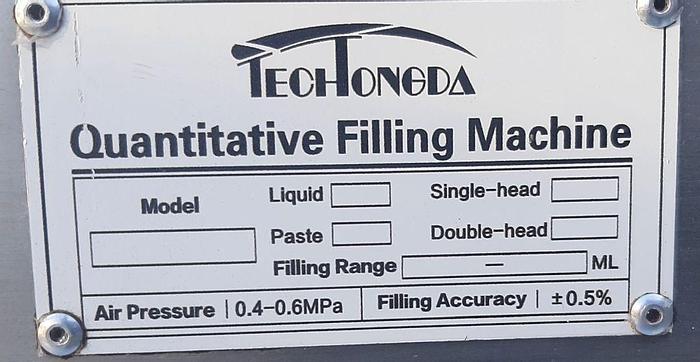 TECHTONGDA
Quantitative Filling Machine
Model
Liquid
Single-head
Paste
Double-head
Filling Range — ML
Air Pressure | 0.4-0.6MPa Filling Accuracy | ±0.5%